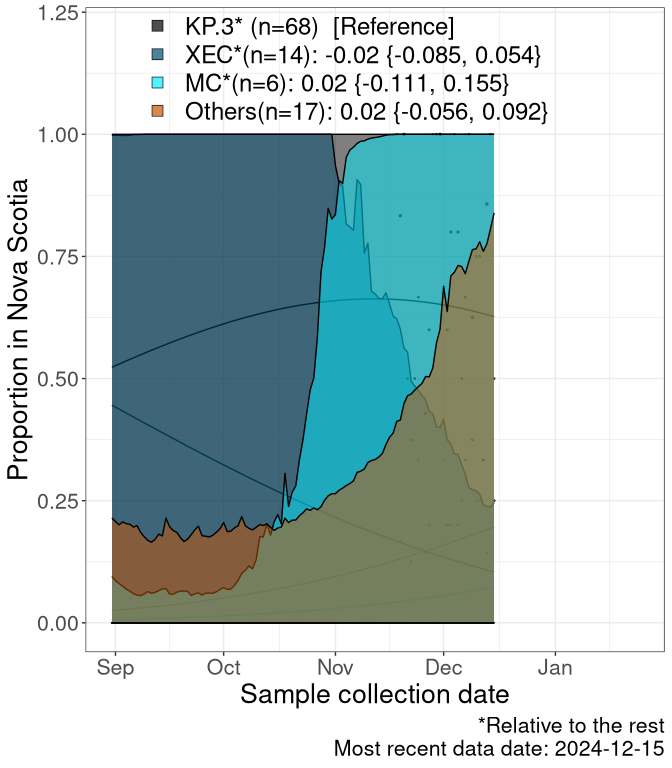 1.25
KP.3* (n=68)  [Reference]
XEC*(n=14): -0.02 {-0.085, 0.054}
MC*(n=6): 0.02 {-0.111, 0.155}
Others(n=17): 0.02 {-0.056, 0.092}
1.00
0.75
0.50
0.25
0.00
Proportion in Nova Scotia
Sep Oct Nov Dec Jan
Sample collection date
*Relative to the rest
Most recent data date: 2024-12-15